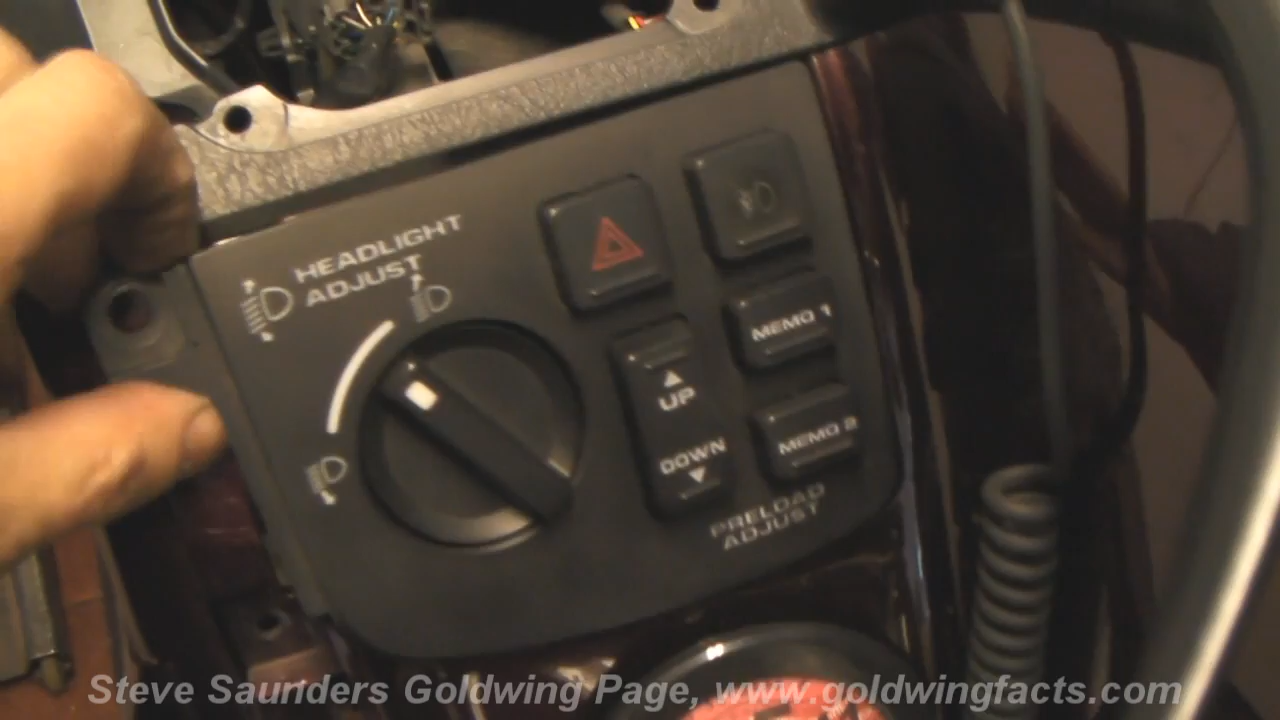 HEADLIGHT
ADJUST
MEMO 1
UP
DOWN
MEMO 2
PRELOAD
ADJUST
Steve Saunders Goldwing Page, www.goldwingfacts.com